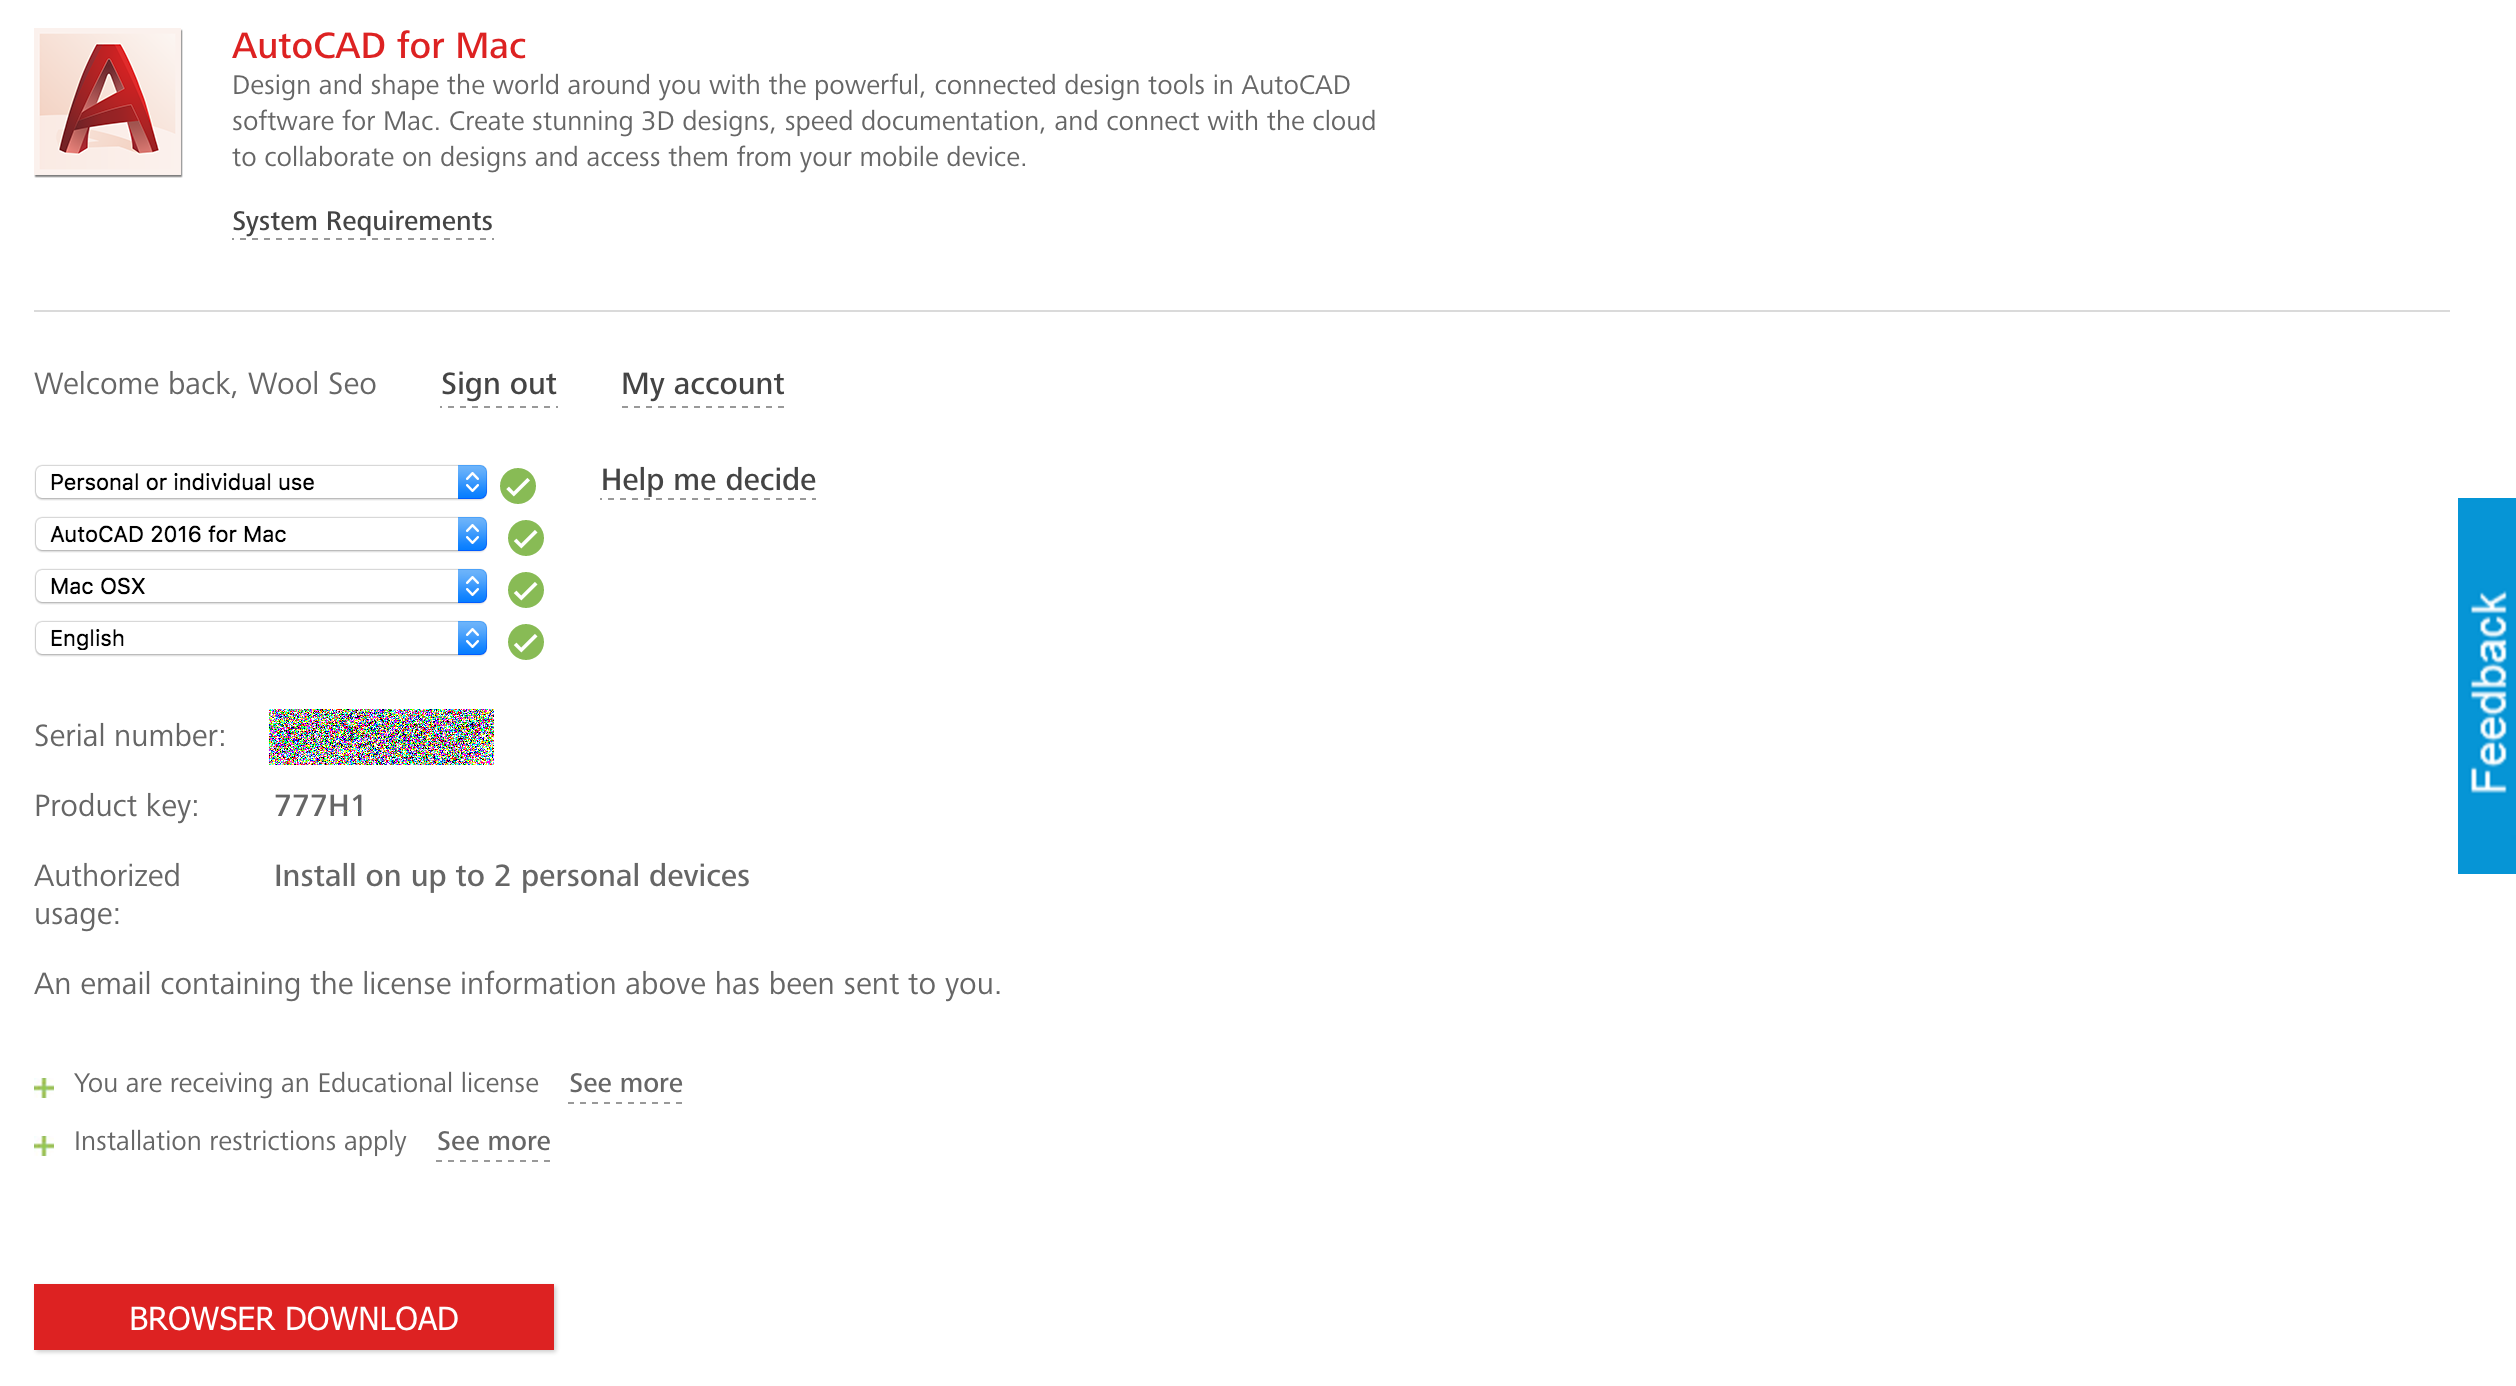 AutoCAD for Mac
Design and shape the world around you with the powerful, connected design tools in AutoCAD
software for Mac. Create stunning 3D designs, speed documentation, and connect with the cloud
to collaborate on designs and access them from your mobile device.
System Requirements
Welcome back, Wool Seo Sign out My account
Personal or individual use Help me decide
AutoCAD 2016 for Mac
Mac OSX
English
Serial number:
Product key: 777H1
Authorized Install on up to 2 personal devices
usage:
An email containing the license information above has been sent to you.
You are receiving an Educational license See more
Installation restrictions apply See more
BROWSER DOWNLOAD
Feedback